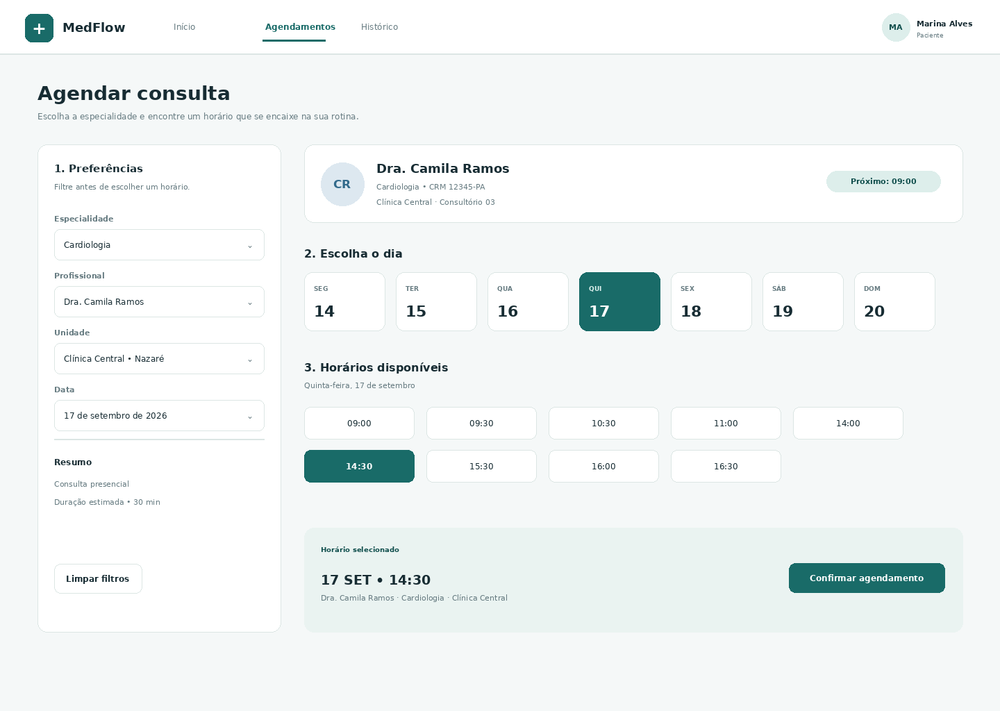 + MedFlow
Início
Agendamentos
Histórico
MA
Marina Alves
Paciente
Agendar consulta
Escolha a especialidade e encontre um horário que se encaixe na sua rotina.
1. Preferências
Filtre antes de escolher um horário.
Especialidade
Cardiologia
Profissional
Dra. Camila Ramos
Unidade
Clínica Central • Nazaré
Data
17 de setembro de 2026
Resumo
Consulta presencial
Duração estimada • 30 min
Limpar filtros
CR
Dra. Camila Ramos
Cardiologia • CRM 12345-PA
Clínica Central · Consultório 03
Próximo: 09:00
2. Escolha o dia
SEG
14
TER
15
QUA
16
QUI
17
SEX
18
SÁB
19
DOM
20
3. Horários disponíveis
Quinta-feira, 17 de setembro
09:00
09:30
10:30
11:00
14:00
14:30
15:30
16:00
16:30
Horário selecionado
17 SET • 14:30
Dra. Camila Ramos · Cardiologia · Clínica Central
Confirmar agendamento